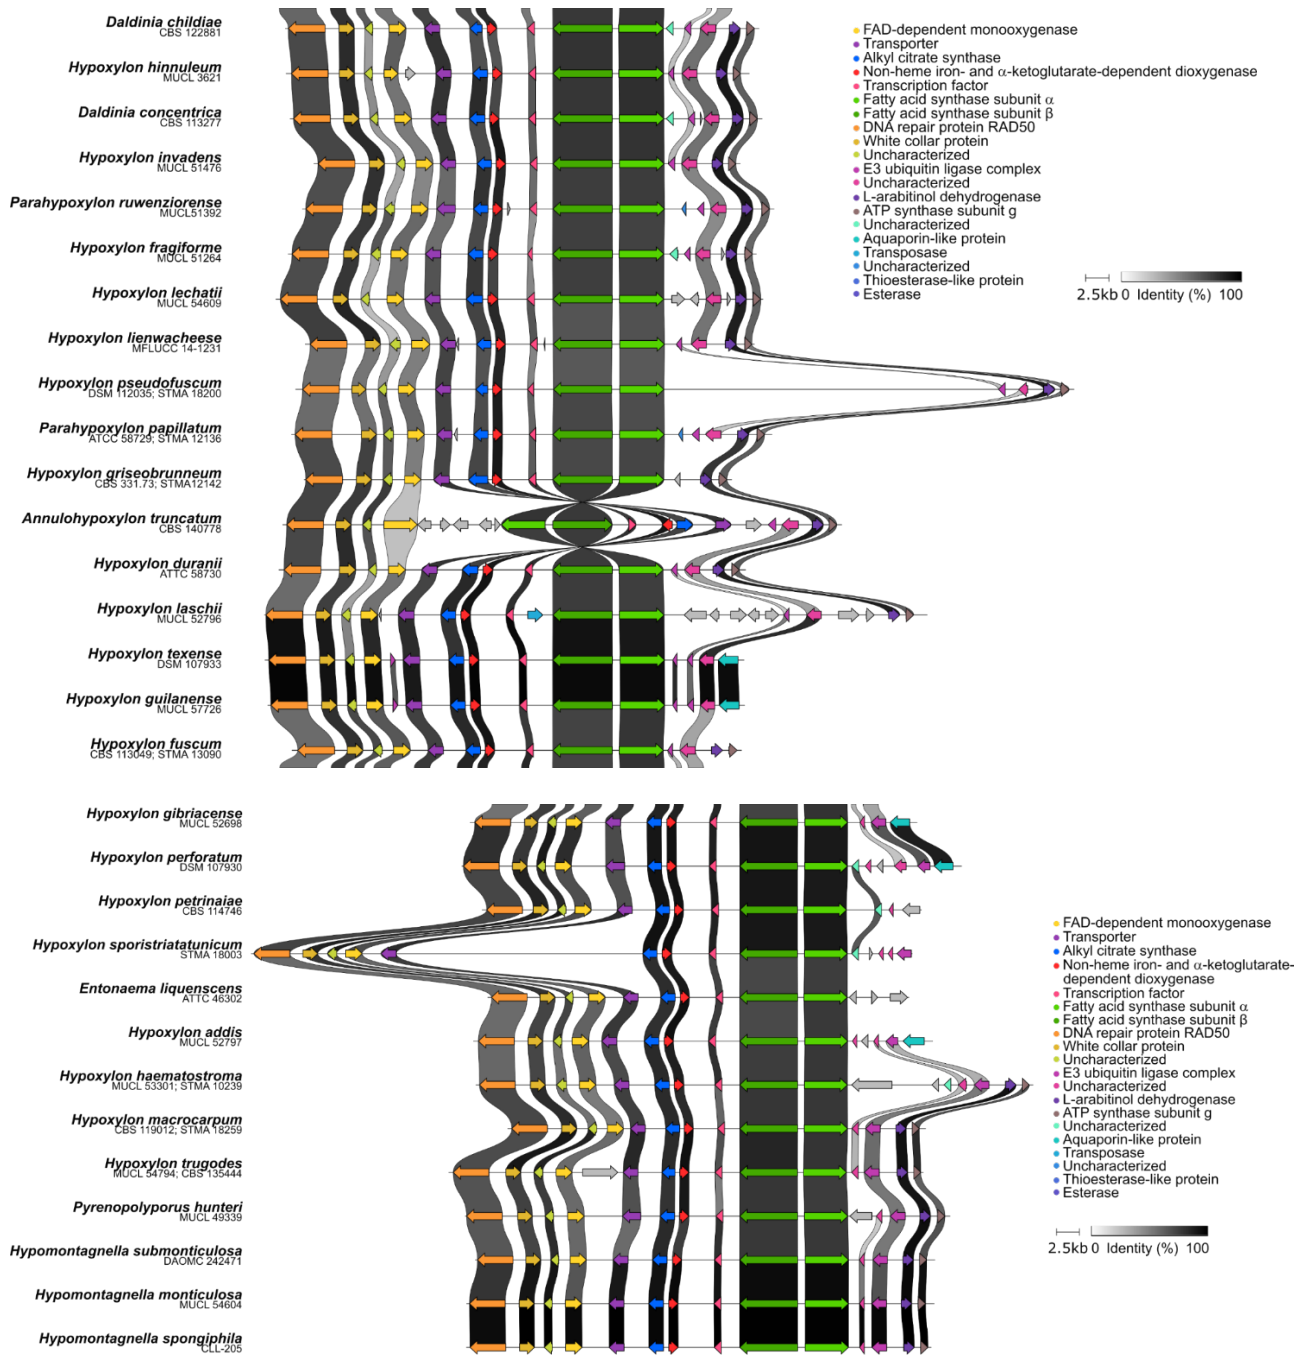 Daldinia childiae
CBS 122881
Hypoxylon hinnuleum
MUCL 3621
Daldinia concentrica
CBS 113277
Hypoxylon invadens
MUCL 51476
Parahypoxylon ruwenziorense
MUCL51392
Hypoxylon fragiforme
MUCL 51264
Hypoxylon lechatii
MUCL 54609
Hypoxylon lienwacheese
MFLUCC 14-1231
Hypoxylon pseudofuscum
DSM 112035; STMA 18200
Parahypoxylon papillatum
ATCC 58729; STMA 12136
Hypoxylon griseobrunneum
CBS 331.73; STMA12142
Annulohypoxylon truncatum
CBS 140778
Hypoxylon duranii
ATTC 58730
Hypoxylon laschii
MUCL 52796
Hypoxylon texense
DSM 107933
Hypoxylon guilanense
MUCL 57726
Hypoxylon fuscum
CBS 113049; STMA 13090
FAD-dependent monooxygenase
Transporter
Alkyl citrate synthase
Non-heme iron- and α-ketoglutarate-dependent dioxygenase
Transcription factor
Fatty acid synthase subunit α
Fatty acid synthase subunit β
DNA repair protein RAD50
White collar protein
Uncharacterized
E3 ubiquitin ligase complex
Uncharacterized
L-arabitinol dehydrogenase
ATP synthase subunit g
Uncharacterized
Aquaporin-like protein
Transposase
Uncharacterized
Thioesterase-like protein
Esterase
2.5kb 0 Identity (%) 100
Hypoxylon gibriacense
MUCL 52698
Hypoxylon perforatum
DSM 107930
Hypoxylon petriniae
CBS 114746
Hypoxylon sporistriatatunicum
STMA 18003
Entonaema liquenscens
ATTC 46302
Hypoxylon addis
MUCL 52797
Hypoxylon haematostroma
MUCL 53301; STMA 10239
Hypoxylon macrocarpum
CBS 119012; STMA 18259
Hypoxylon trugodes
MUCL 54794; CBS 135444
Pyrenopolyporus hunteri
MUCL 49339
Hypomontagnella submonticulosa
DAOMC 242471
Hypomontagnella monticulosa
MUCL 54604
Hypomontagnella spongiphila
CLL-205
FAD-dependent monooxygenase
Transporter
Alkyl citrate synthase
Non-heme iron- and α-ketoglutarate-
dependent dioxygenase
Transcription factor
Fatty acid synthase subunit α
Fatty acid synthase subunit β
DNA repair protein RAD50
White collar protein
Uncharacterized
E3 ubiquitin ligase complex
Uncharacterized
L-arabitinol dehydrogenase
ATP synthase subunit g
Uncharacterized
Aquaporin-like protein
Transposase
Uncharacterized
Thioesterase-like protein
Esterase
2.5kb 0 Identity (%) 100